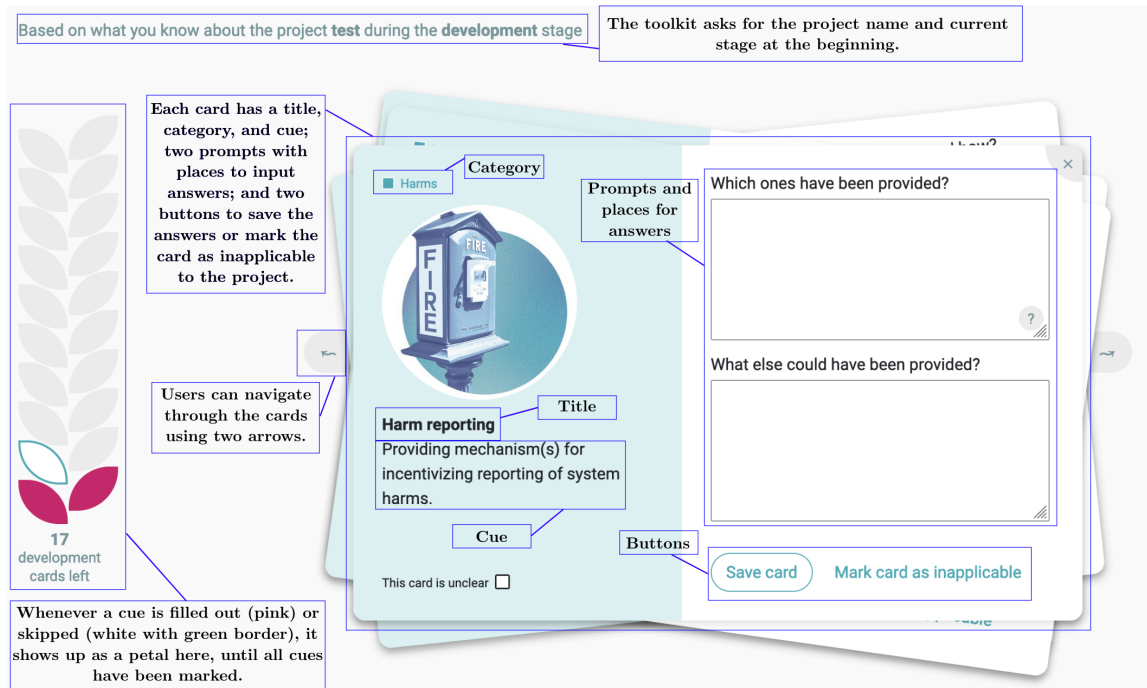 Based on what you know about the project test during the development stage
The toolkit asks for the project name and current
stage at the beginning.
Each card has a title,
category, and cue;
two prompts with
places to input
answers; and two
buttons to save the
answers or mark the
card as inapplicable
to the project.
how?
×
Category
Harms
Prompts and
places for
answers
Which ones have been provided?
FIRE
FIRE
?
What else could have been provided?
Users can navigate
through the cards
using two arrows.
Title
Harm reporting
Providing mechanism(s) for
incentivizing reporting of system
harms.
Cue
Buttons
17
development
cards left
This card is unclear
Save card
Mark card as inapplicable
Whenever a cue is filled out (pink) or
skipped (white with green border), it
shows up as a petal here, until all cues
have been marked.